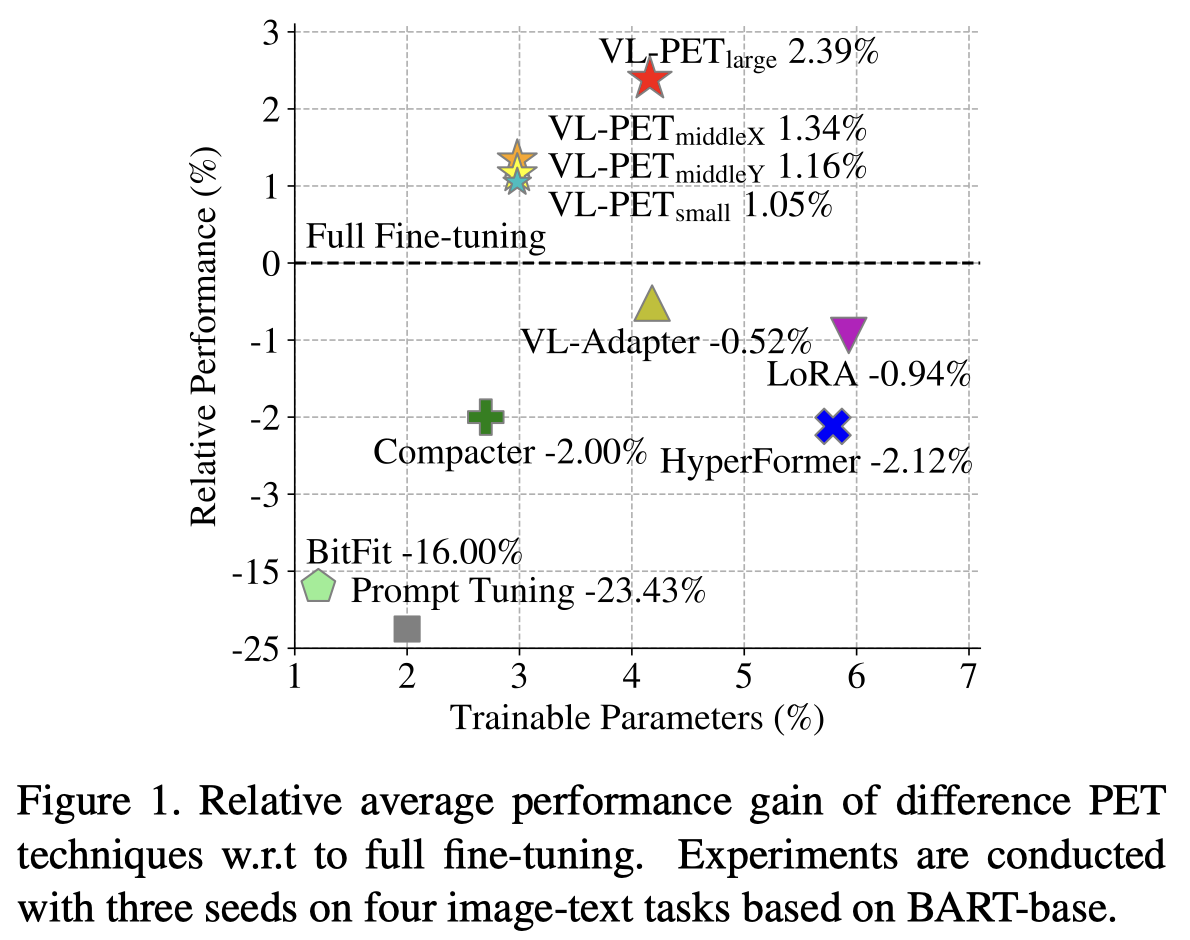 3
2
1
0
-1
-2
-3
-15
-25
Relative Performance (%)
VL-PETlarge 2.39%
VL-PETmiddleX 1.34%
VL-PETmiddleY 1.16%
VL-PETsmall 1.05%
Full Fine-tuning
VL-Adapter -0.52%
LoRA -0.94%
Compacter -2.00%
HyperFormer -2.12%
BitFit -16.00%
Prompt Tuning -23.43%
1 2 3 4 5 6 7
Trainable Parameters (%)
Figure 1. Relative average performance gain of difference PET
techniques w.r.t to full fine-tuning. Experiments are conducted
with three seeds on four image-text tasks based on BART-base.